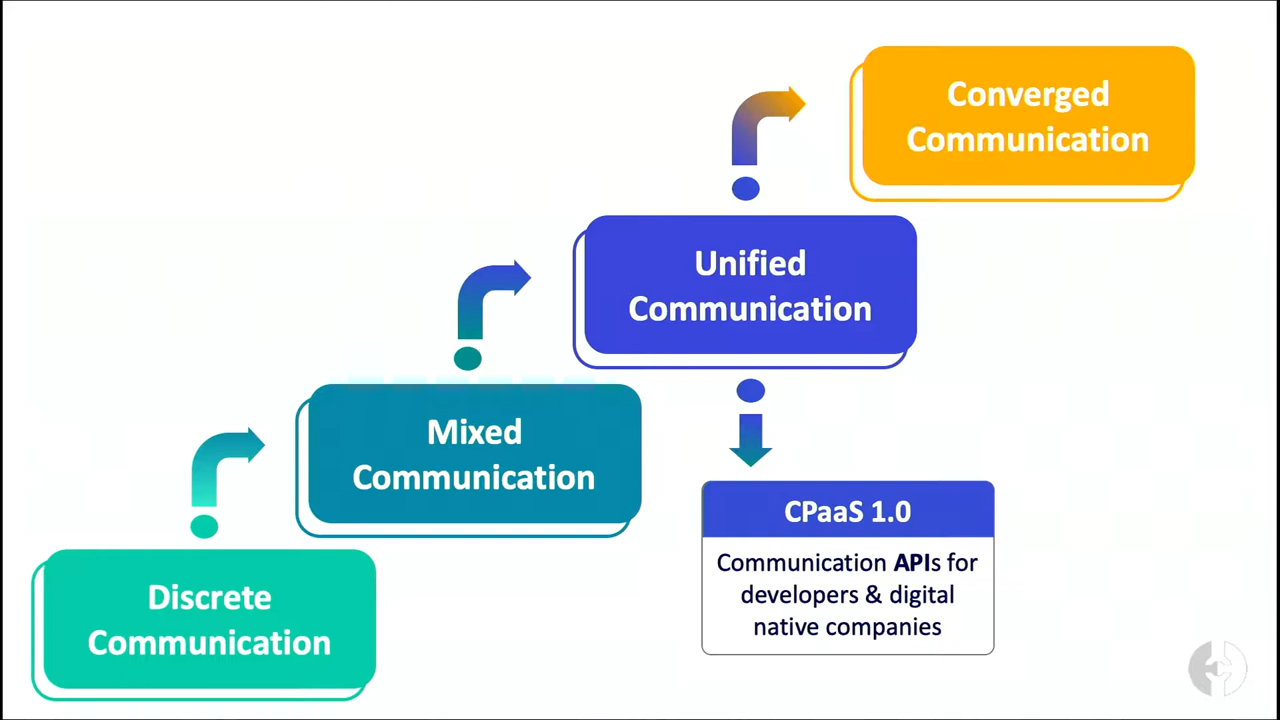 Converged
Communication
Unified
Communication
Mixed
Communication
CPaaS 1.0
Communication APIs for
developers & digital
native companies
Discrete
Communication